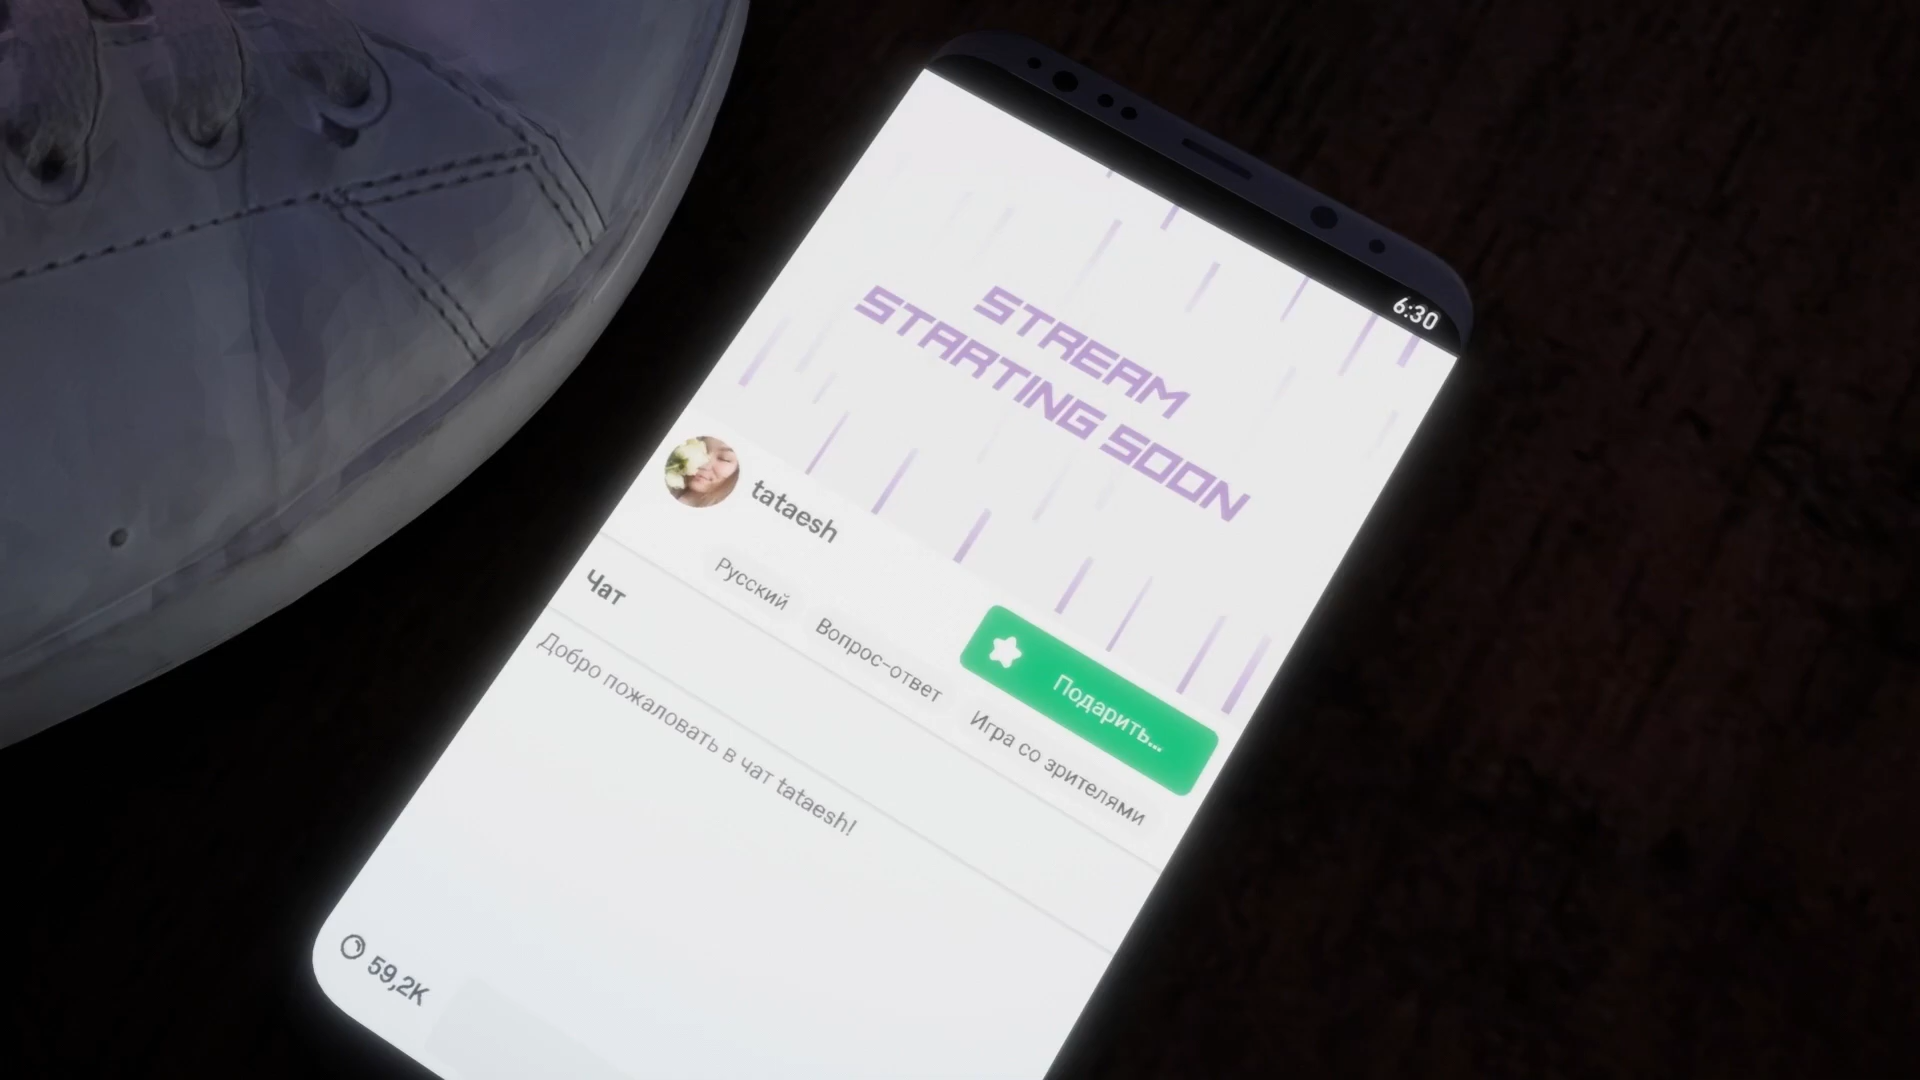 6:30
STREAM
STARTING SOON
tataesh
Русский
Вопрос-ответ
Игра со зрителями
Подарить...
Чат
Добро пожаловать в чат tataesh!
59,2K